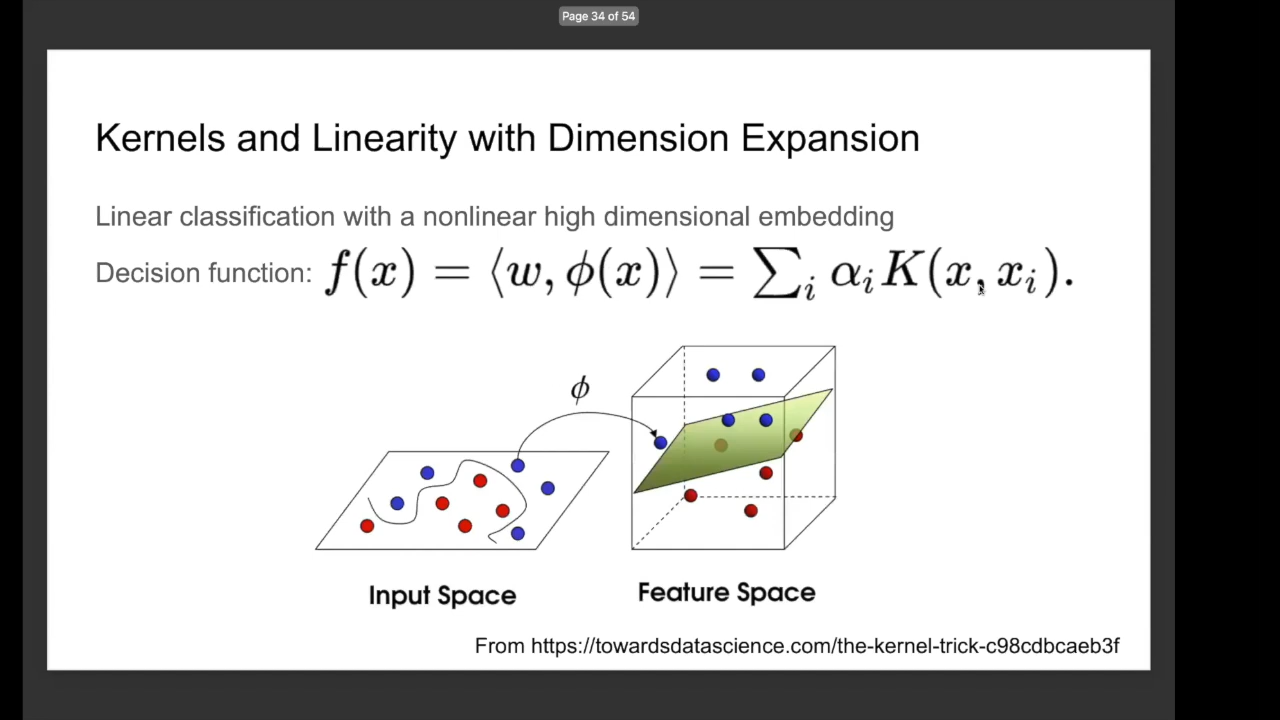 Page 34 of 54
Kernels and Linearity with Dimension Expansion
Linear classification with a nonlinear high dimensional embedding
Decision function: f(x) = ⟨w, ϕ(x)⟩ = ∑ᵢ αᵢK(x, xᵢ).
ϕ
Input Space
Feature Space
From https://towardsdatascience.com/the-kernel-trick-c98cdbcaeb3f